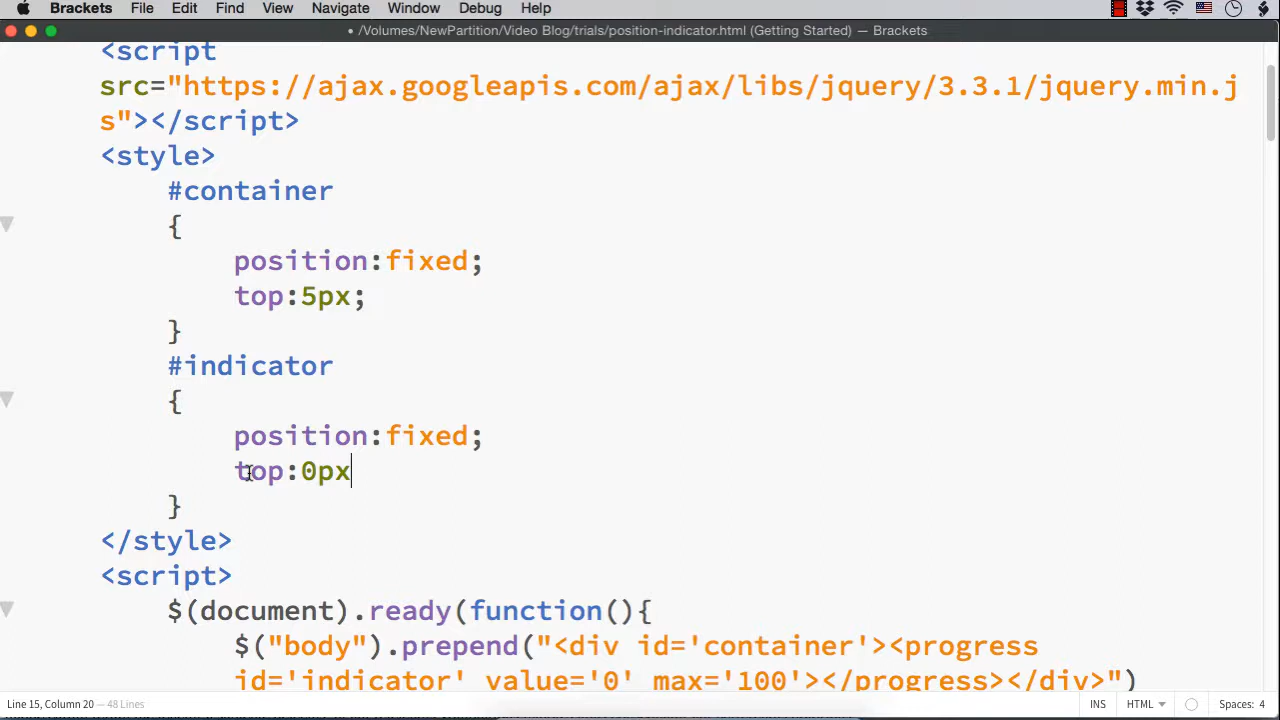 Brackets File Edit Find View Navigate Window Debug Help
/Volumes/NewPartition/Video Blog/trials/position-indicator.html (Getting Started) — Brackets
<script
src="https://ajax.googleapis.com/ajax/libs/jquery/3.3.1/jquery.min.j
s"></script>
<style>
#container
{
position:fixed;
top:5px;
}
#indicator
{
position:fixed;
top:0px
}
</style>
<script>
$(document).ready(function(){
$("body").prepend("<div id='container'><progress
id='indicator' value='0' max='100'></progress></div>")
Line 15, Column 20 — 48 Lines
INS HTML Spaces: 4